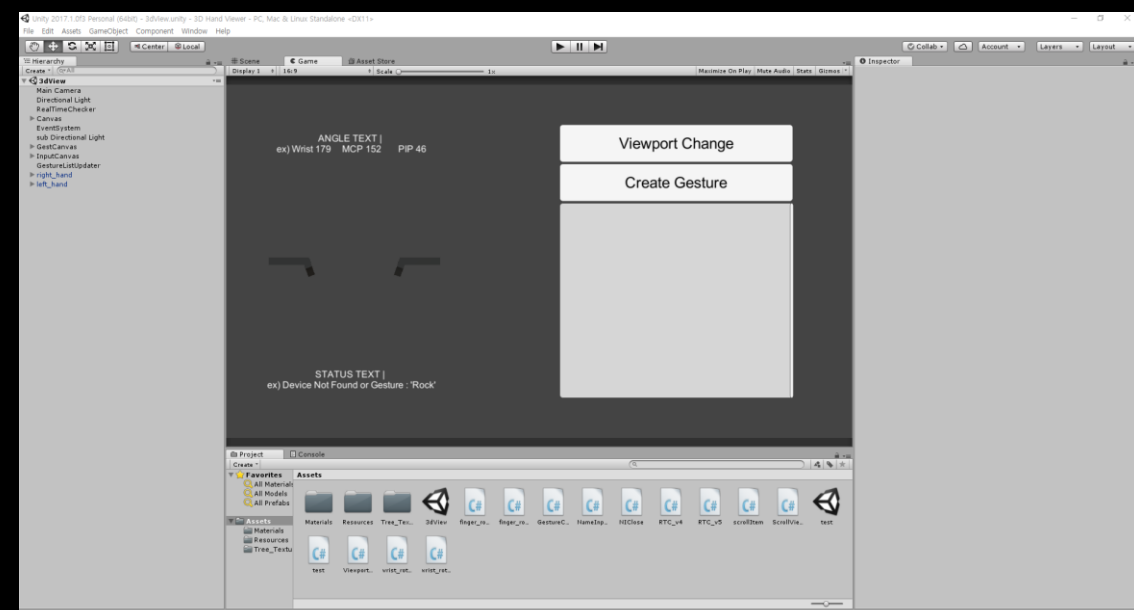 Unity 2017.1.0f3 Personal (64bit) - 3dView.unity - 3D Hand Viewer - PC, Mac & Linux Standalone <DX11>
File Edit Assets GameObject Component Window Help
Center Local
Collab Account Layers Layout
Hierarchy
Create All
3dView
Main Camera
Directional Light
RealTimeChecker
Canvas
EventSystem
sub Directional Light
GestCanvas
InputCanvas
GestureListUpdater
right_hand
left_hand
Scene Game Asset Store
Display 1 16:9 Scale 1x Maximize On Play Mute Audio Stats Gizmos
ANGLE TEXT |
ex) Wrist 179 MCP 152 PIP 46
STATUS TEXT |
ex) Device Not Found or Gesture : 'Rock'
Viewport Change
Create Gesture
Inspector
Project Console
Create
Favorites
All Materials
All Models
All Prefabs
Assets
Materials
Resources
Tree_Textu
Assets
Materials Resources Tree_Tex... 3dView finger_ro... finger_ro... GestureC... NameInp... NIClose RTC_v4 RTC_v5 scrollItem ScrollVie... test
test Viewport... wrist_rot... wrist_rot...